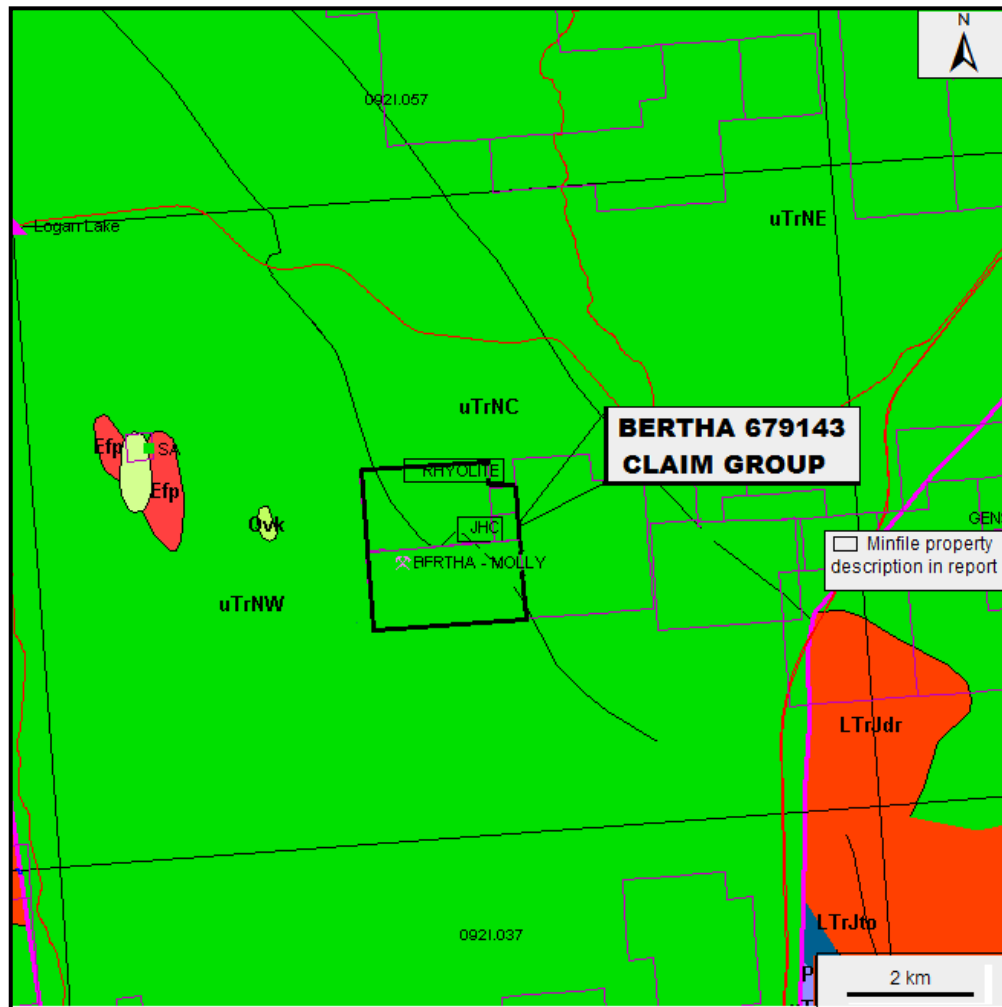 N
092I.057
uTrNE
Logan Lake
uTrNC
BERTHA 679143
CLAIM GROUP
Efp
SA
RHYOLITE
Efp
Qvk
JHC
GENS
Minfile property
description in report
BERTHA - MOLLY
uTrNW
LTrJdr
LTrJto
092I.037
P
2 km